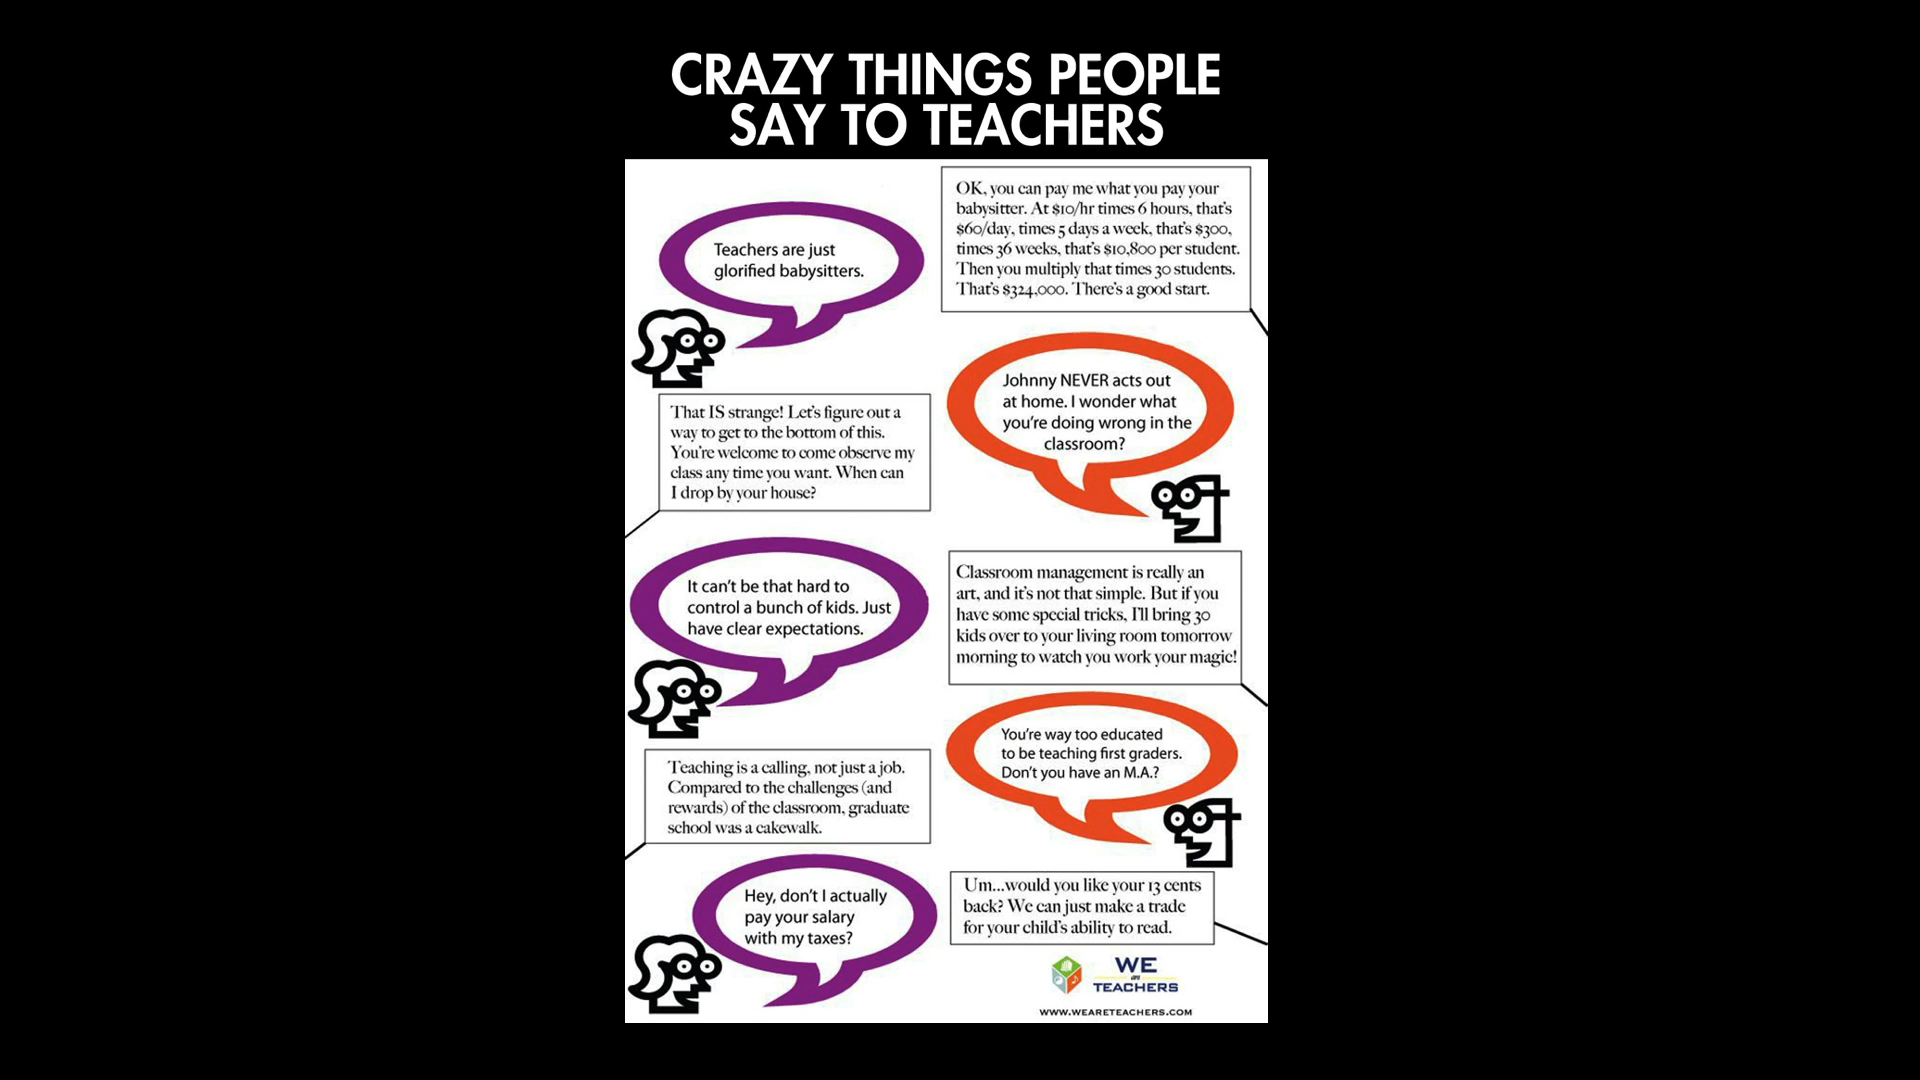 CRAZY THINGS PEOPLE
SAY TO TEACHERS
Teachers are just
glorified babysitters.
OK, you can pay me what you pay your
babysitter. At $10/hr times 6 hours, that's
$60/day, times 5 days a week, that's $300,
times 36 weeks, that's $10,800 per student.
Then you multiply that times 30 students.
That's $324,000. There's a good start.
Johnny NEVER acts out
at home. I wonder what
you're doing wrong in the
classroom?
That IS strange! Let's figure out a
way to get to the bottom of this.
You're welcome to come observe my
class any time you want. When can
I drop by your house?
It can't be that hard to
control a bunch of kids. Just
have clear expectations.
Classroom management is really an
art, and it's not that simple. But if you
have some special tricks, I'll bring 30
kids over to your living room tomorrow
morning to watch you work your magic!
You're way too educated
to be teaching first graders.
Don't you have an M.A.?
Teaching is a calling, not just a job.
Compared to the challenges (and
rewards) of the classroom, graduate
school was a cakewalk.
Hey, don't I actually
pay your salary
with my taxes?
Um...would you like your 13 cents
back? We can just make a trade
for your child's ability to read.
WE
are
TEACHERS
WWW.WEARETEACHERS.COM